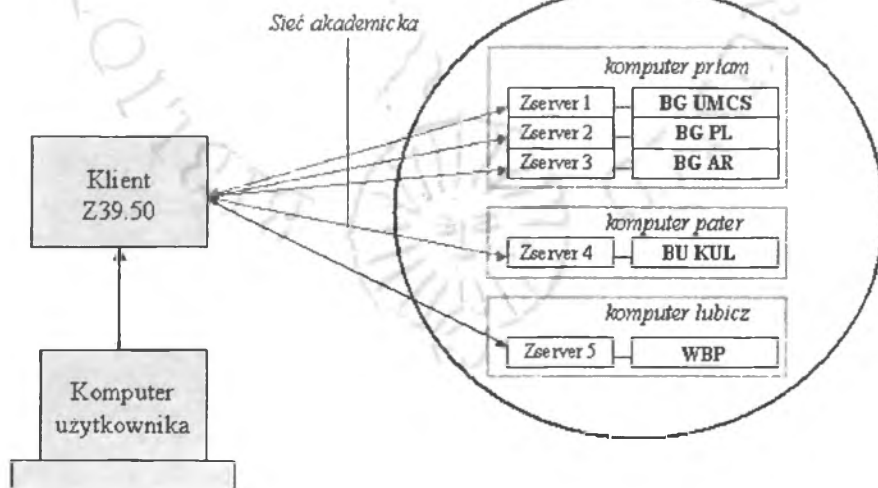 Sieć akademicka
komputer priam
Zserver 1 BG UMCS
Zserver 2 BG PL
Zserver 3 BG AR
Klient
Z39.50
komputer pater
Zserver 4 BU KUL
komputer lubicz
Zserver 5 WBP
Komputer
użytkownika